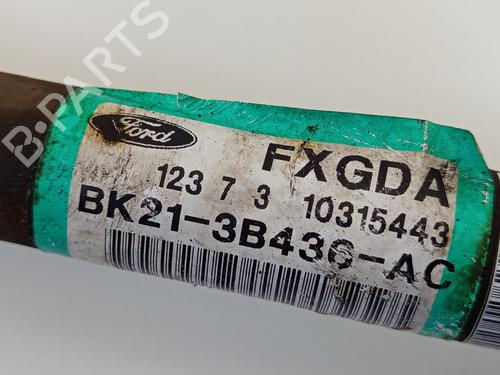 B-PARTS
Ford
FXGDA
123 7 3 10315443
BK21-3B436-AC